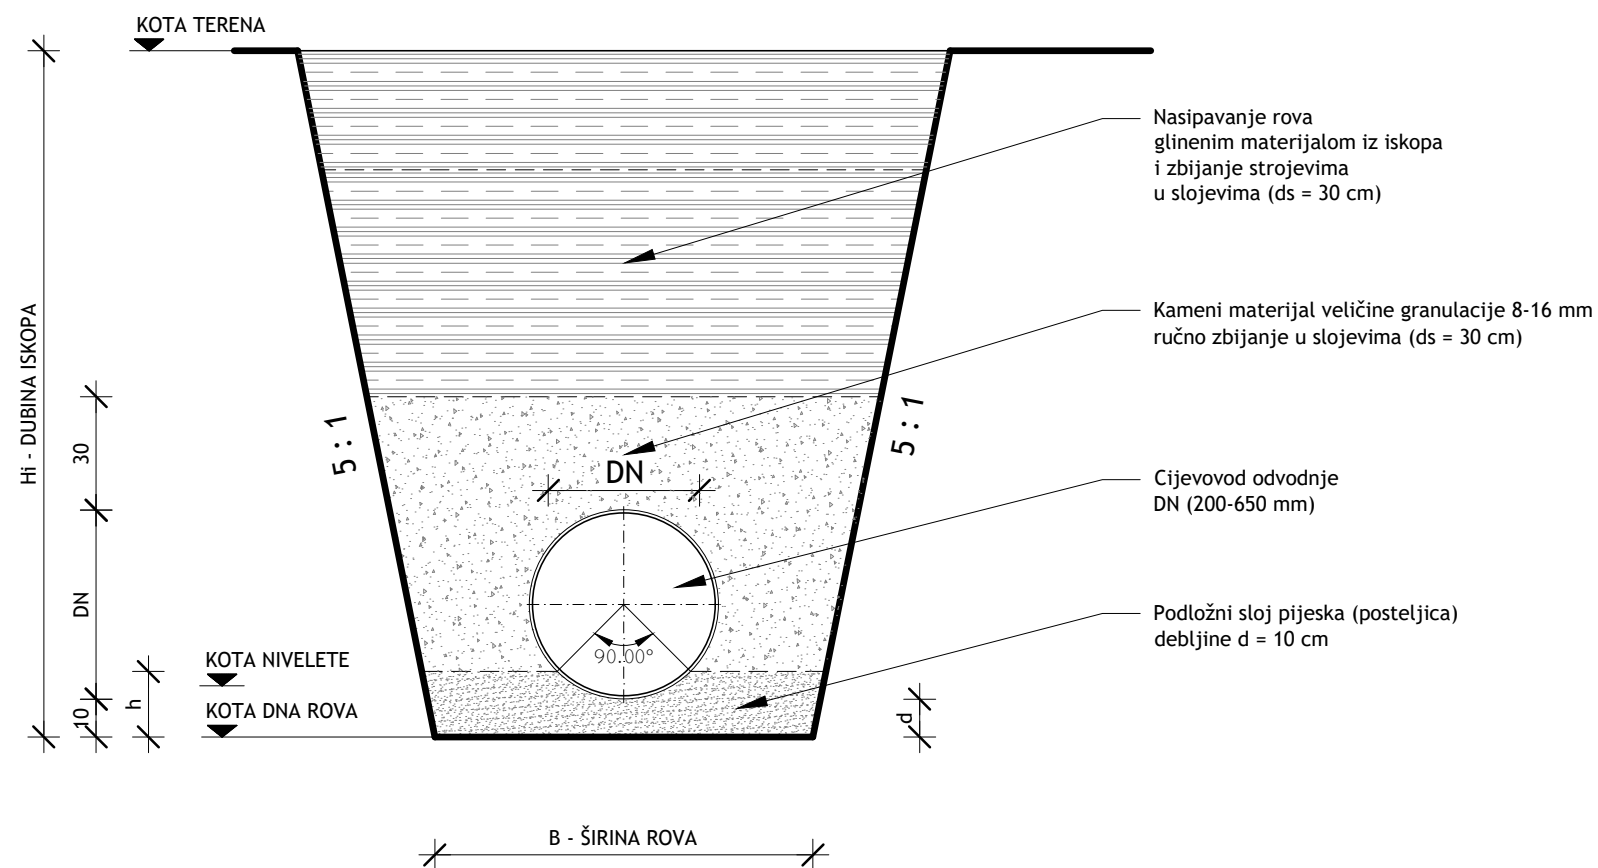 KOTA TERENA
Nasipavanje rova
glinenim materijalom iz iskopa
i zbijanje strojevima
u slojevima (ds = 30 cm)
Kameni materijal veličine granulacije 8-16 mm
ručno zbijanje u slojevima (ds = 30 cm)
Hi - DUBINA ISKOPA
30
5 : 1
5 : 1
DN
Cijevovod odvodnje
DN (200-650 mm)
DN
90.00°
Podložni sloj pijeska (posteljica)
debljine d = 10 cm
KOTA NIVELETE
KOTA DNA ROVA
10
h
d
B - ŠIRINA ROVA